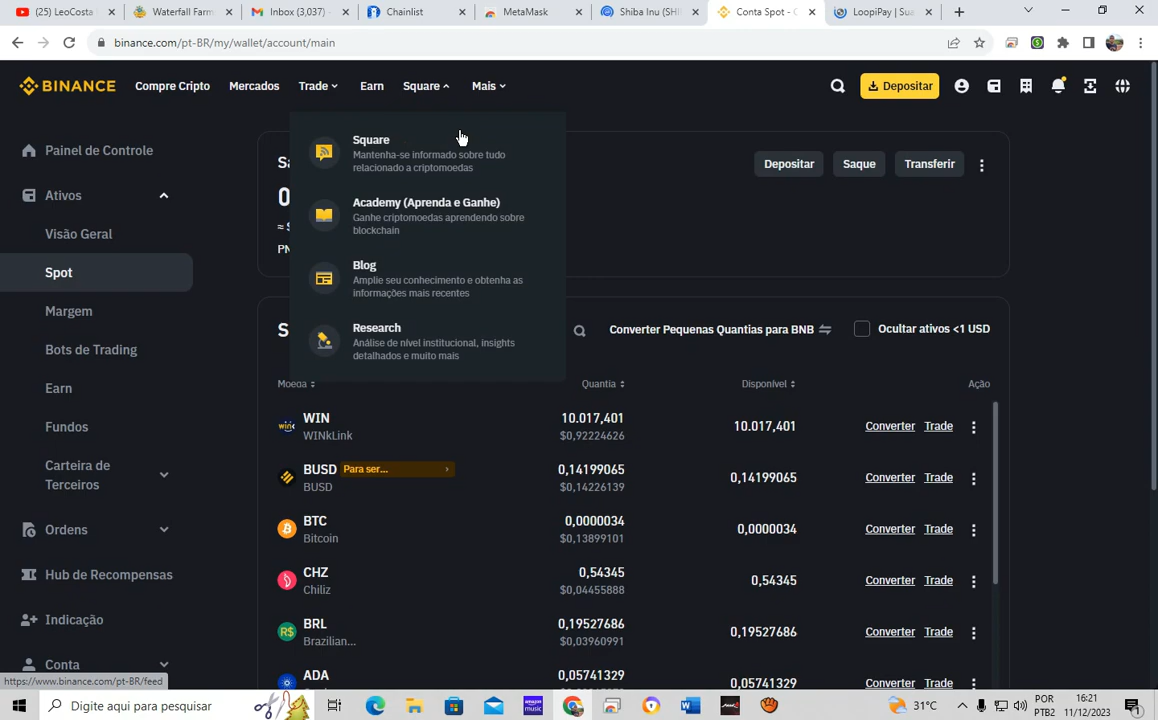 (25) LeoCosta
Waterfall Farm
Inbox (3,037) -
Chainlist
MetaMask
Shiba Inu (SHI
Conta Spot - C
LoopiPay | Sua
binance.com/pt-BR/my/wallet/account/main
BINANCE
Compre Cripto
Mercados
Trade
Earn
Square
Mais
Depositar
Painel de Controle
Ativos
Visão Geral
Spot
Margem
Bots de Trading
Earn
Fundos
Carteira de
Terceiros
Ordens
Hub de Recompensas
Indicação
Conta
Square
Mantenha-se informado sobre tudo
relacionado a criptomoedas
Academy (Aprenda e Ganhe)
Ganhe criptomoedas aprendendo sobre
blockchain
Blog
Amplie seu conhecimento e obtenha as
informações mais recentes
Research
Análise de nível institucional, insights
detalhados e muito mais
Depositar
Saque
Transferir
Converter Pequenas Quantias para BNB
Ocultar ativos <1 USD
Moeda
Quantia
Disponível
Ação
WIN
WINkLink
10.017,401
$0,92224626
10.017,401
Converter
Trade
BUSD
Para ser...
BUSD
0,14199065
$0,14226139
0,14199065
Converter
Trade
BTC
Bitcoin
0,0000034
$0,13899101
0,0000034
Converter
Trade
CHZ
Chiliz
0,54345
$0,04455888
0,54345
Converter
Trade
BRL
Brazilian...
0,19527686
$0,03960991
0,19527686
Converter
Trade
ADA
0,05741329
0,05741329
Converter
Trade
https://www.binance.com/pt-BR/feed
Digite aqui para pesquisar
31°C
POR
PTB2
16:21
11/12/2023